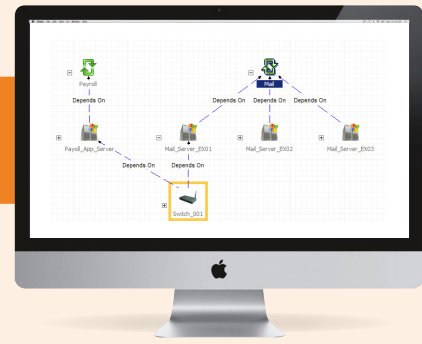 Payroll
Mail
Depends On
Depends On
Depends On
Depends On
Payroll_App_Server
Mail_Server_EX01
Mail_Server_EX02
Mail_Server_EX03
Depends On
Depends On
Switch_001